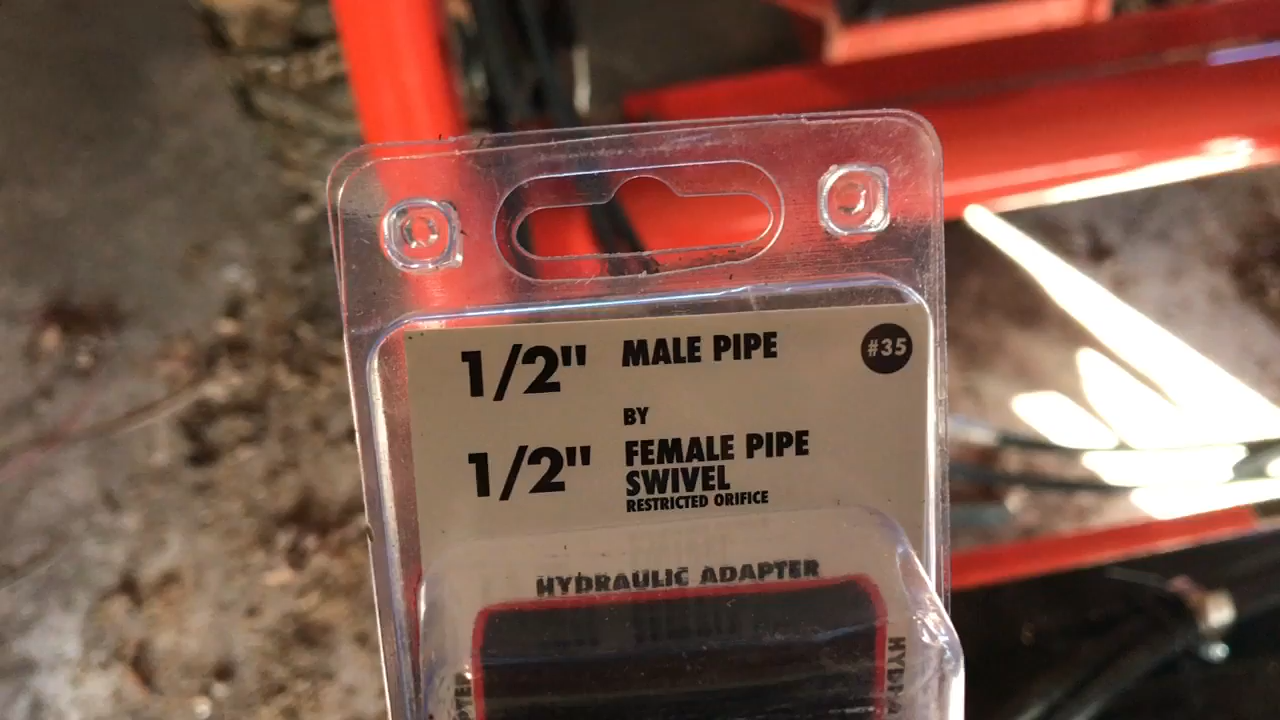 1/2" MALE PIPE #35
BY
1/2" FEMALE PIPE
SWIVEL
RESTRICTED ORIFICE
HYDRAULIC ADAPTER